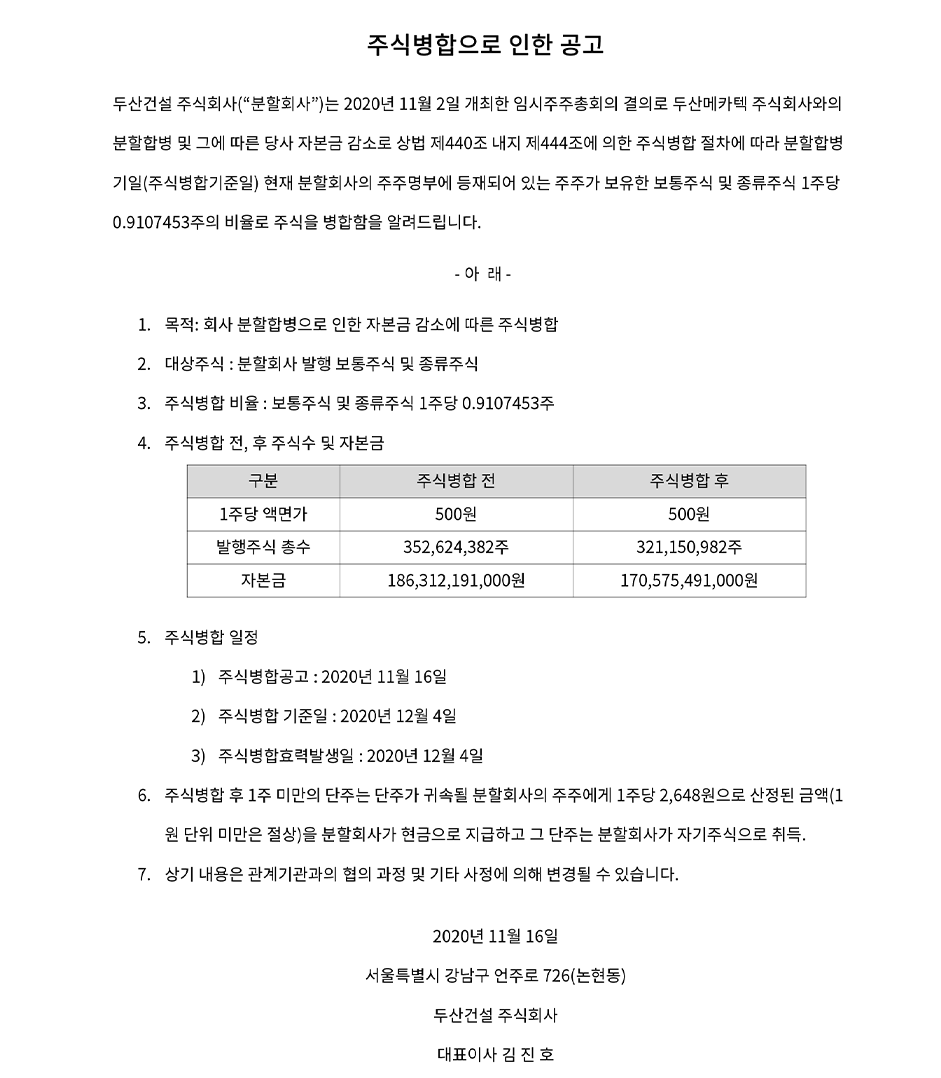 주식병합으로 인한 공고
두산건설 주식회사(“분할회사”)는 2020년 11월 2일 개최한 임시주주총회의 결의로 두산메카텍 주식회사와의
분할합병 및 그에 따른 당사 자본금 감소로 상법 제440조 내지 제444조에 의한 주식병합 절차에 따라 분할합병
기일(주식병합기준일) 현재 분할회사의 주주명부에 등재되어 있는 주주가 보유한 보통주식 및 종류주식 1주당
0.9107453주의 비율로 주식을 병합함을 알려드립니다.
- 아 래 -
1. 목적: 회사 분할합병으로 인한 자본금 감소에 따른 주식병합
2. 대상주식 : 분할회사 발행 보통주식 및 종류주식
3. 주식병합 비율 : 보통주식 및 종류주식 1주당 0.9107453주
4. 주식병합 전, 후 주식수 및 자본금
구분 주식병합 전 주식병합 후
1주당 액면가 500원 500원
발행주식 총수 352,624,382주 321,150,982주
자본금 186,312,191,000원 170,575,491,000원
5. 주식병합 일정
1) 주식병합공고 : 2020년 11월 16일
2) 주식병합 기준일 : 2020년 12월 4일
3) 주식병합효력발생일 : 2020년 12월 4일
6. 주식병합 후 1주 미만의 단주는 단주가 귀속될 분할회사의 주주에게 1주당 2,648원으로 산정된 금액(1
원 단위 미만은 절상)을 분할회사가 현금으로 지급하고 그 단주는 분할회사가 자기주식으로 취득.
7. 상기 내용은 관계기관과의 협의 과정 및 기타 사정에 의해 변경될 수 있습니다.
2020년 11월 16일
서울특별시 강남구 언주로 726(논현동)
두산건설 주식회사
대표이사 김 진 호